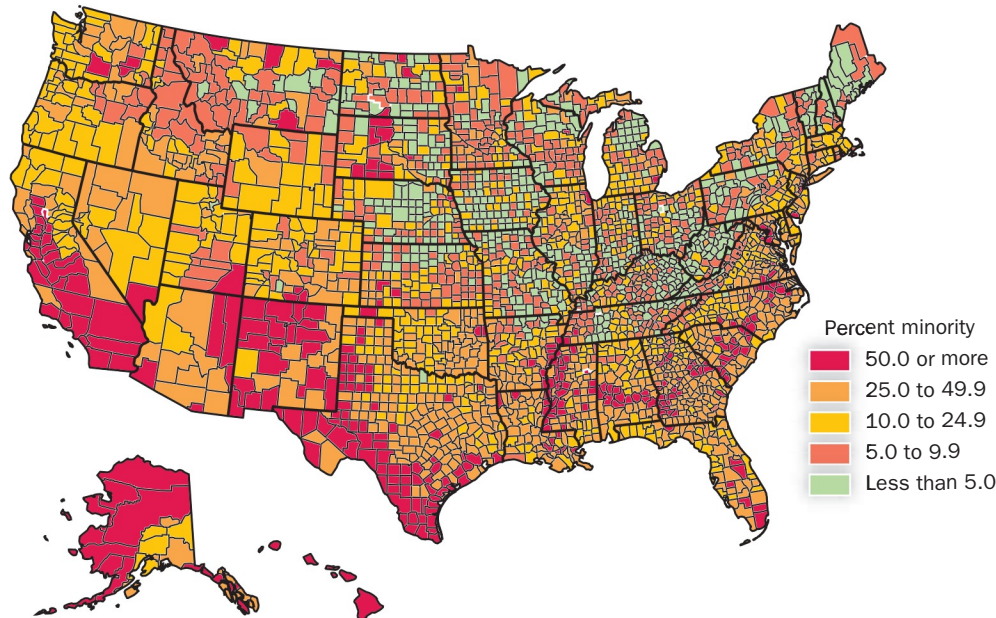 Percent minority
50.0 or more
25.0 to 49.9
10.0 to 24.9
5.0 to 9.9
Less than 5.0